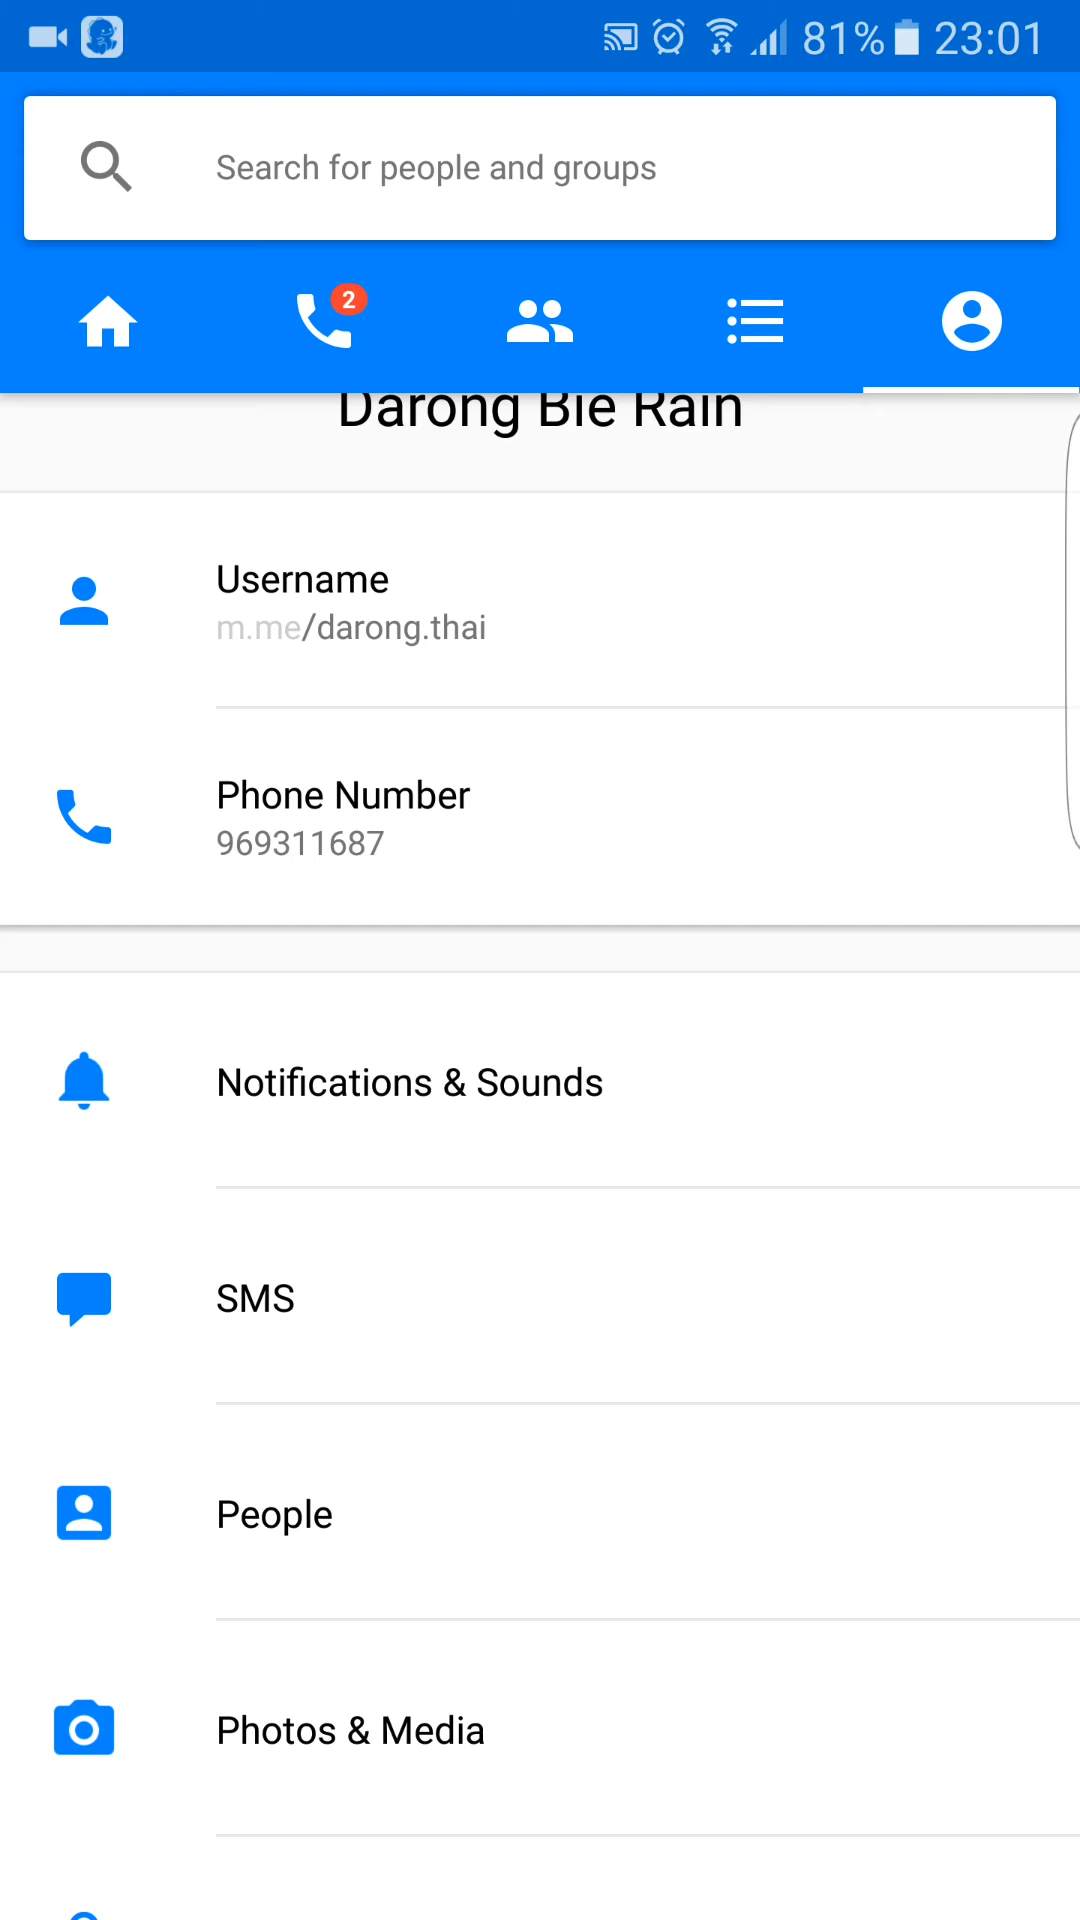 81% 23:01
Search for people and groups
2
Darong Bie Rain
Username
m.me/darong.thai
Phone Number
969311687
Notifications & Sounds
SMS
People
Photos & Media